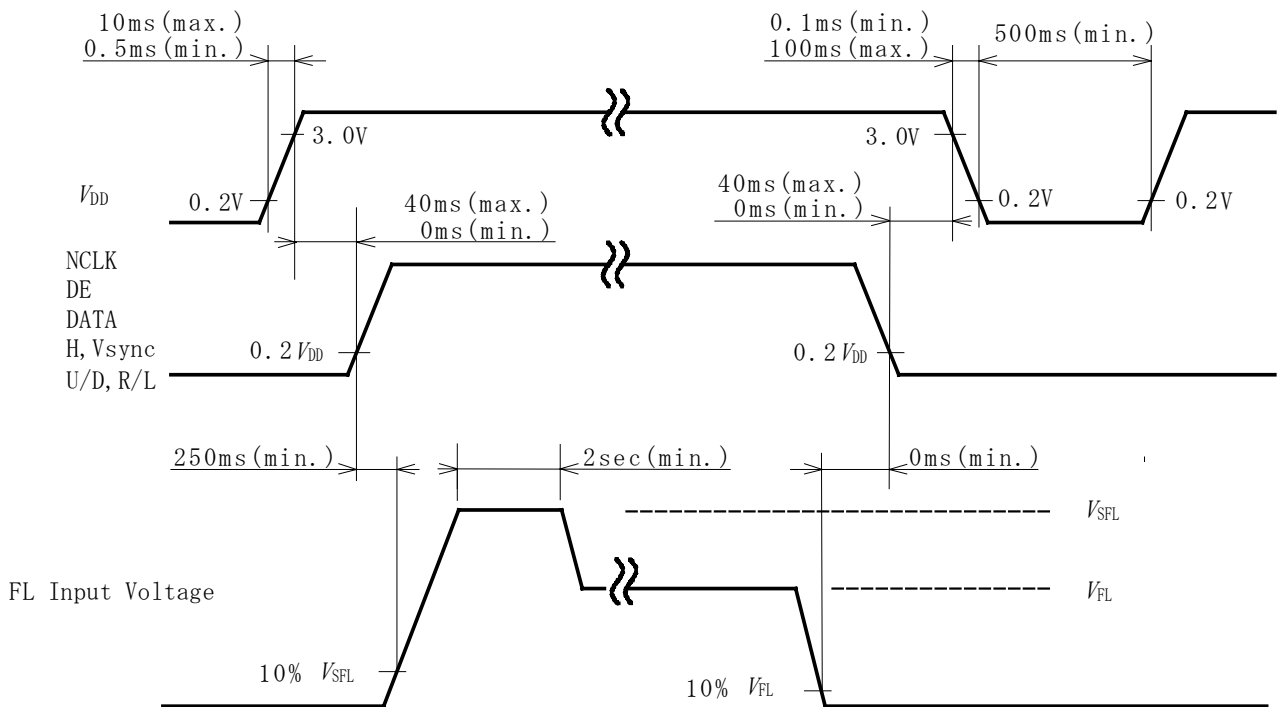 10ms(max.)
0.5ms(min.)
0.1ms(min.)
100ms(max.)
500ms(min.)
3.0V
3.0V
VDD
0.2V
0.2V
0.2V
40ms(max.)
0ms(min.)
40ms(max.)
0ms(min.)
NCLK
DE
DATA
H,Vsync
U/D,R/L
0.2VDD
0.2VDD
250ms(min.)
2sec(min.)
0ms(min.)
VSFL
FL Input Voltage
VFL
10% VSFL
10% VFL